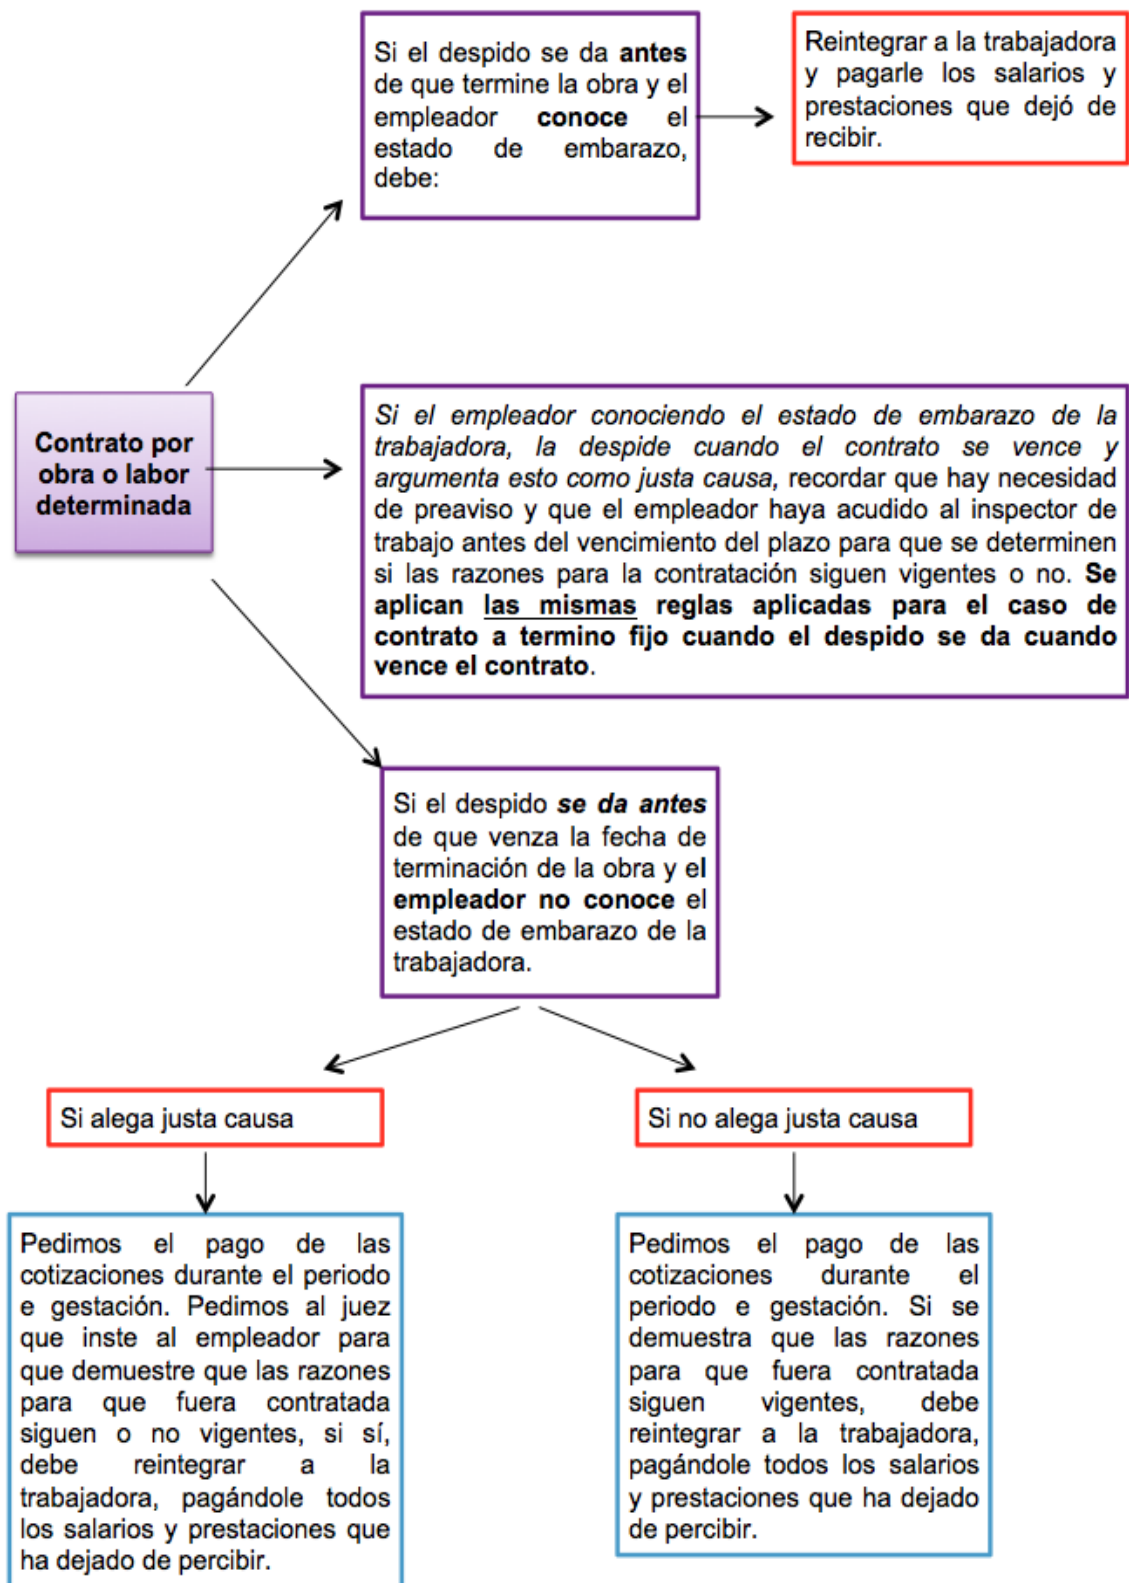 Si el despido se da antes
de que termine la obra y el
empleador conoce el
estado de embarazo,
debe:
Reintegrar a la trabajadora
y pagarle los salarios y
prestaciones que dejó de
recibir.
Contrato por
obra o labor
determinada
Si el empleador conociendo el estado de embarazo de la
trabajadora, la despide cuando el contrato se vence y
argumenta esto como justa causa, recordar que hay necesidad
de preaviso y que el empleador haya acudido al inspector de
trabajo antes del vencimiento del plazo para que se determinen
si las razones para la contratación siguen vigentes o no. Se
aplican las mismas reglas aplicadas para el caso de
contrato a termino fijo cuando el despido se da cuando
vence el contrato.
Si el despido se da antes
de que venza la fecha de
terminación de la obra y el
empleador no conoce el
estado de embarazo de la
trabajadora.
Si alega justa causa
Si no alega justa causa
Pedimos el pago de las
cotizaciones durante el periodo
e gestación. Pedimos al juez
que inste al empleador para
que demuestre que las razones
para que fuera contratada
siguen o no vigentes, si sí,
debe reintegrar a la
trabajadora, pagándole todos
los salarios y prestaciones que
ha dejado de percibir.
Pedimos el pago de las
cotizaciones durante el
periodo e gestación. Si se
demuestra que las razones
para que fuera contratada
siguen vigentes, debe
reintegrar a la trabajadora,
pagándole todos los salarios
y prestaciones que ha dejado
de percibir.